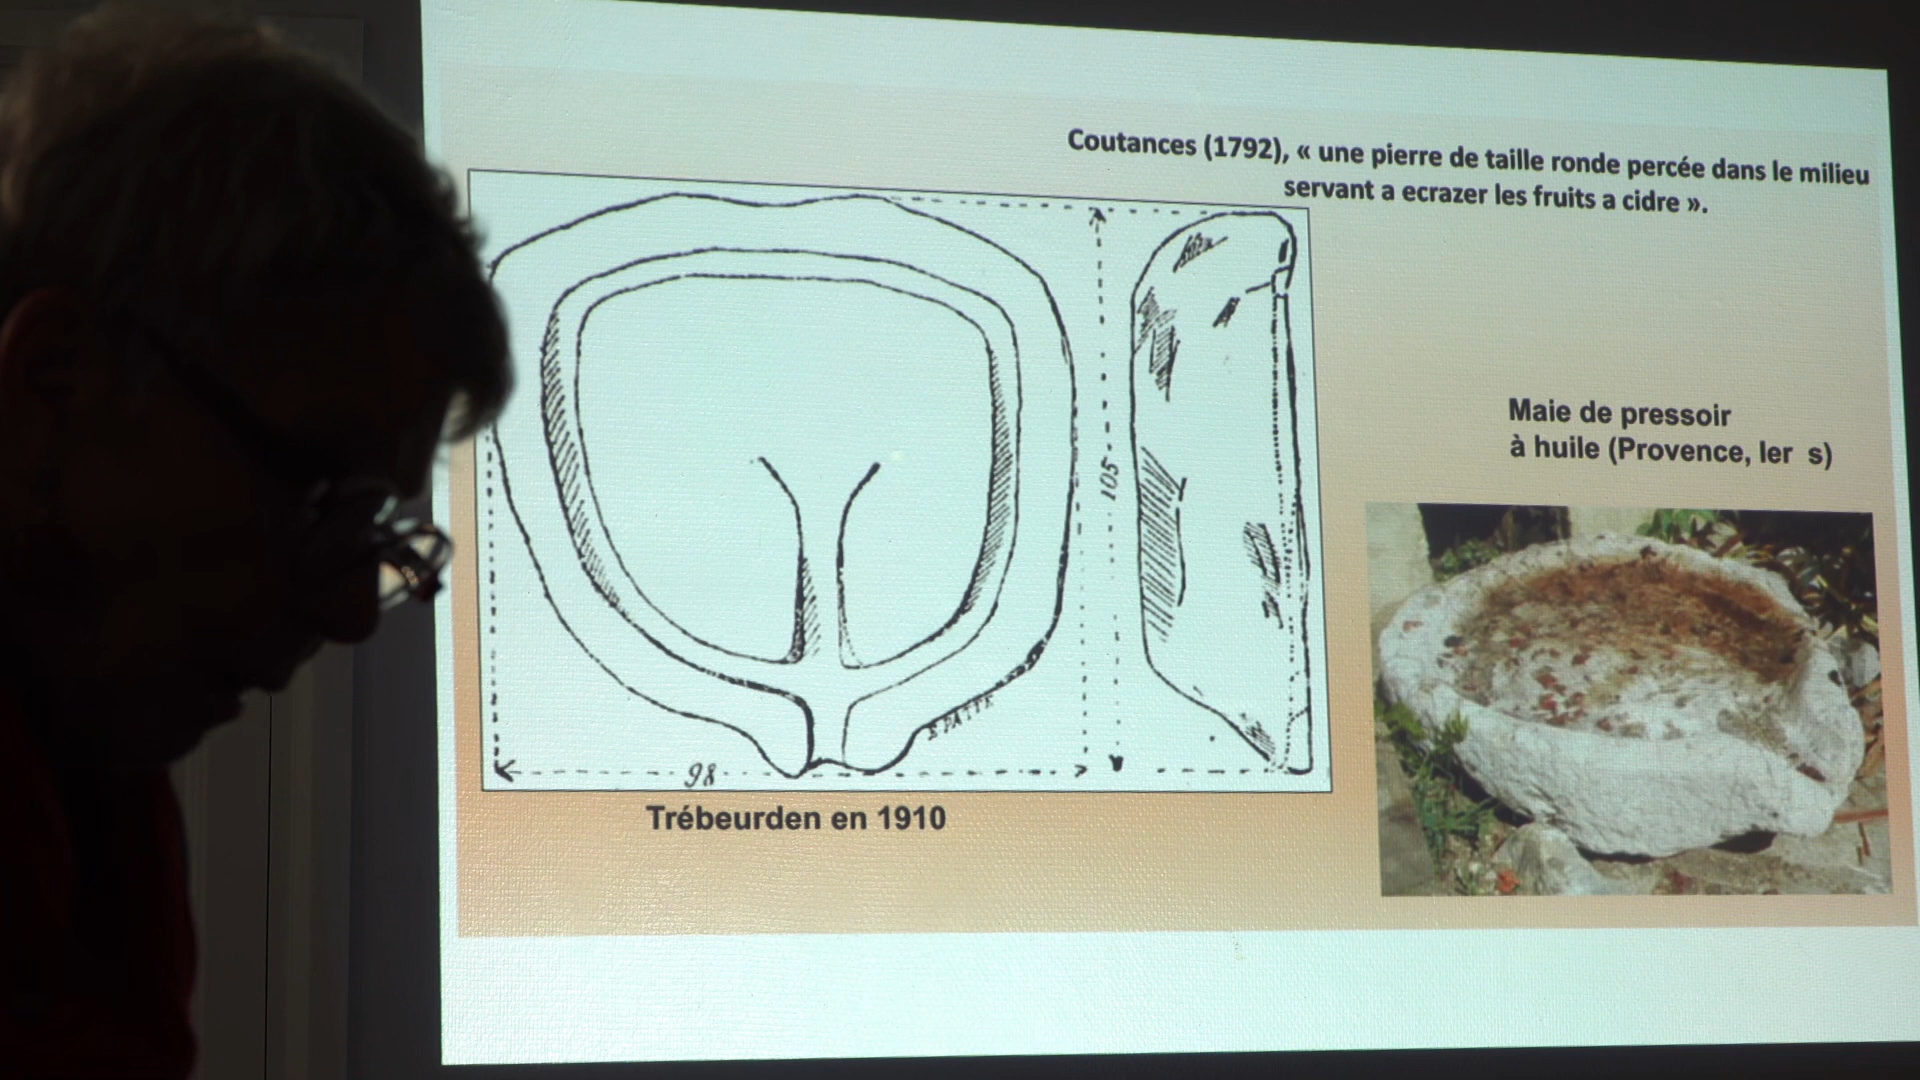 Coutances (1792), « une pierre de taille ronde percée dans le milieu
servant a ecrazer les fruits a cidre ».
105
Maie de pressoir
à huile (Provence, Ier s)
E PATTE
98
Trébeurden en 1910